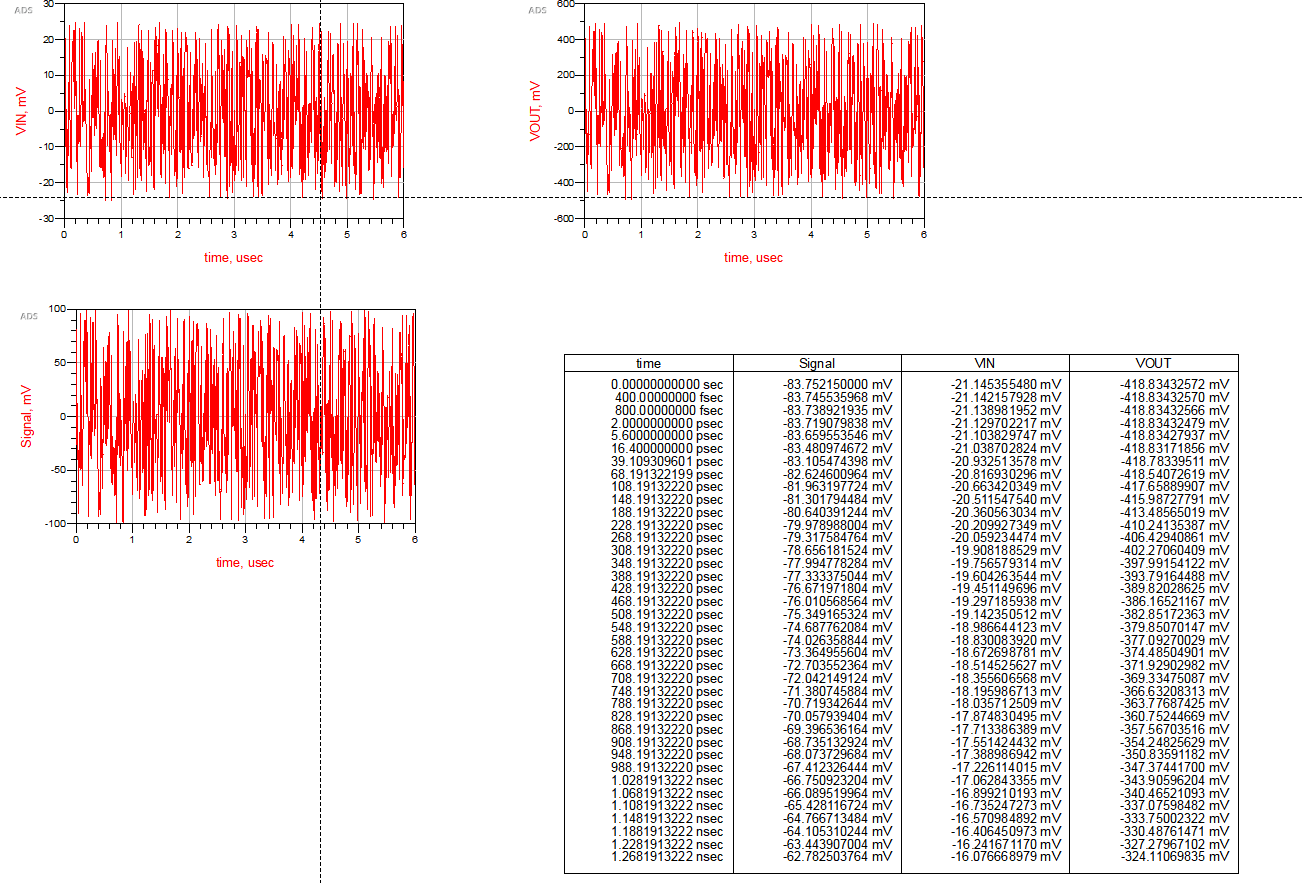 ADS
30
20
10
0
-10
-20
-30
VIN, mV
0 1 2 3 4 5 6
time, usec
ADS
600
400
200
0
-200
-400
-600
VOUT, mV
0 1 2 3 4 5 6
time, usec
ADS
100
50
0
-50
-100
Signal, mV
0 1 2 3 4 5 6
time, usec
time Signal VIN VOUT
0.00000000000 sec -83.752150000 mV -21.145355480 mV -418.83432572 mV
400.00000000 fsec -83.745535968 mV -21.142157928 mV -418.83432570 mV
800.00000000 fsec -83.738921935 mV -21.138981952 mV -418.83432566 mV
2.0000000000 psec -83.719079838 mV -21.129702217 mV -418.83432479 mV
5.6000000000 psec -83.659553546 mV -21.103829747 mV -418.83427937 mV
16.400000000 psec -83.480974672 mV -21.038702824 mV -418.83171856 mV
39.109309601 psec -83.105474398 mV -20.932513578 mV -418.78339511 mV
68.191322199 psec -82.624600964 mV -20.816930296 mV -418.54072619 mV
108.19132220 psec -81.963197724 mV -20.663420349 mV -417.65889907 mV
148.19132220 psec -81.301794484 mV -20.511547540 mV -415.98727791 mV
188.19132220 psec -80.640391244 mV -20.360563034 mV -413.48565019 mV
228.19132220 psec -79.978988004 mV -20.209927349 mV -410.24135387 mV
268.19132220 psec -79.317584764 mV -20.059234474 mV -406.42940861 mV
308.19132220 psec -78.656181524 mV -19.908188529 mV -402.27060409 mV
348.19132220 psec -77.994778284 mV -19.756579314 mV -397.99154122 mV
388.19132220 psec -77.333375044 mV -19.604263544 mV -393.79164488 mV
428.19132220 psec -76.671971804 mV -19.451149696 mV -389.82028625 mV
468.19132220 psec -76.010568564 mV -19.297185938 mV -386.16521167 mV
508.19132220 psec -75.349165324 mV -19.142350512 mV -382.85172363 mV
548.19132220 psec -74.687762084 mV -18.986644123 mV -379.85070147 mV
588.19132220 psec -74.026358844 mV -18.830083920 mV -377.09270029 mV
628.19132220 psec -73.364955604 mV -18.672698781 mV -374.48504901 mV
668.19132220 psec -72.703552364 mV -18.514525627 mV -371.92902982 mV
708.19132220 psec -72.042149124 mV -18.355606568 mV -369.33475087 mV
748.19132220 psec -71.380745884 mV -18.195986713 mV -366.63208313 mV
788.19132220 psec -70.719342644 mV -18.035712509 mV -363.77687425 mV
828.19132220 psec -70.057939404 mV -17.874830495 mV -360.75244669 mV
868.19132220 psec -69.396536164 mV -17.713386389 mV -357.56703516 mV
908.19132220 psec -68.735132924 mV -17.551424432 mV -354.24825629 mV
948.19132220 psec -68.073729684 mV -17.388986942 mV -350.83591182 mV
988.19132220 psec -67.412326444 mV -17.226114015 mV -347.37441700 mV
1.0281913222 nsec -66.750923204 mV -17.062843355 mV -343.90596204 mV
1.0681913222 nsec -66.089519964 mV -16.899210193 mV -340.46521093 mV
1.1081913222 nsec -65.428116724 mV -16.735247273 mV -337.07598482 mV
1.1481913222 nsec -64.766713484 mV -16.570984892 mV -333.75002322 mV
1.1881913222 nsec -64.105310244 mV -16.406450973 mV -330.48761471 mV
1.2281913222 nsec -63.443907004 mV -16.241671170 mV -327.27967102 mV
1.2681913222 nsec -62.782503764 mV -16.076668979 mV -324.11069835 mV